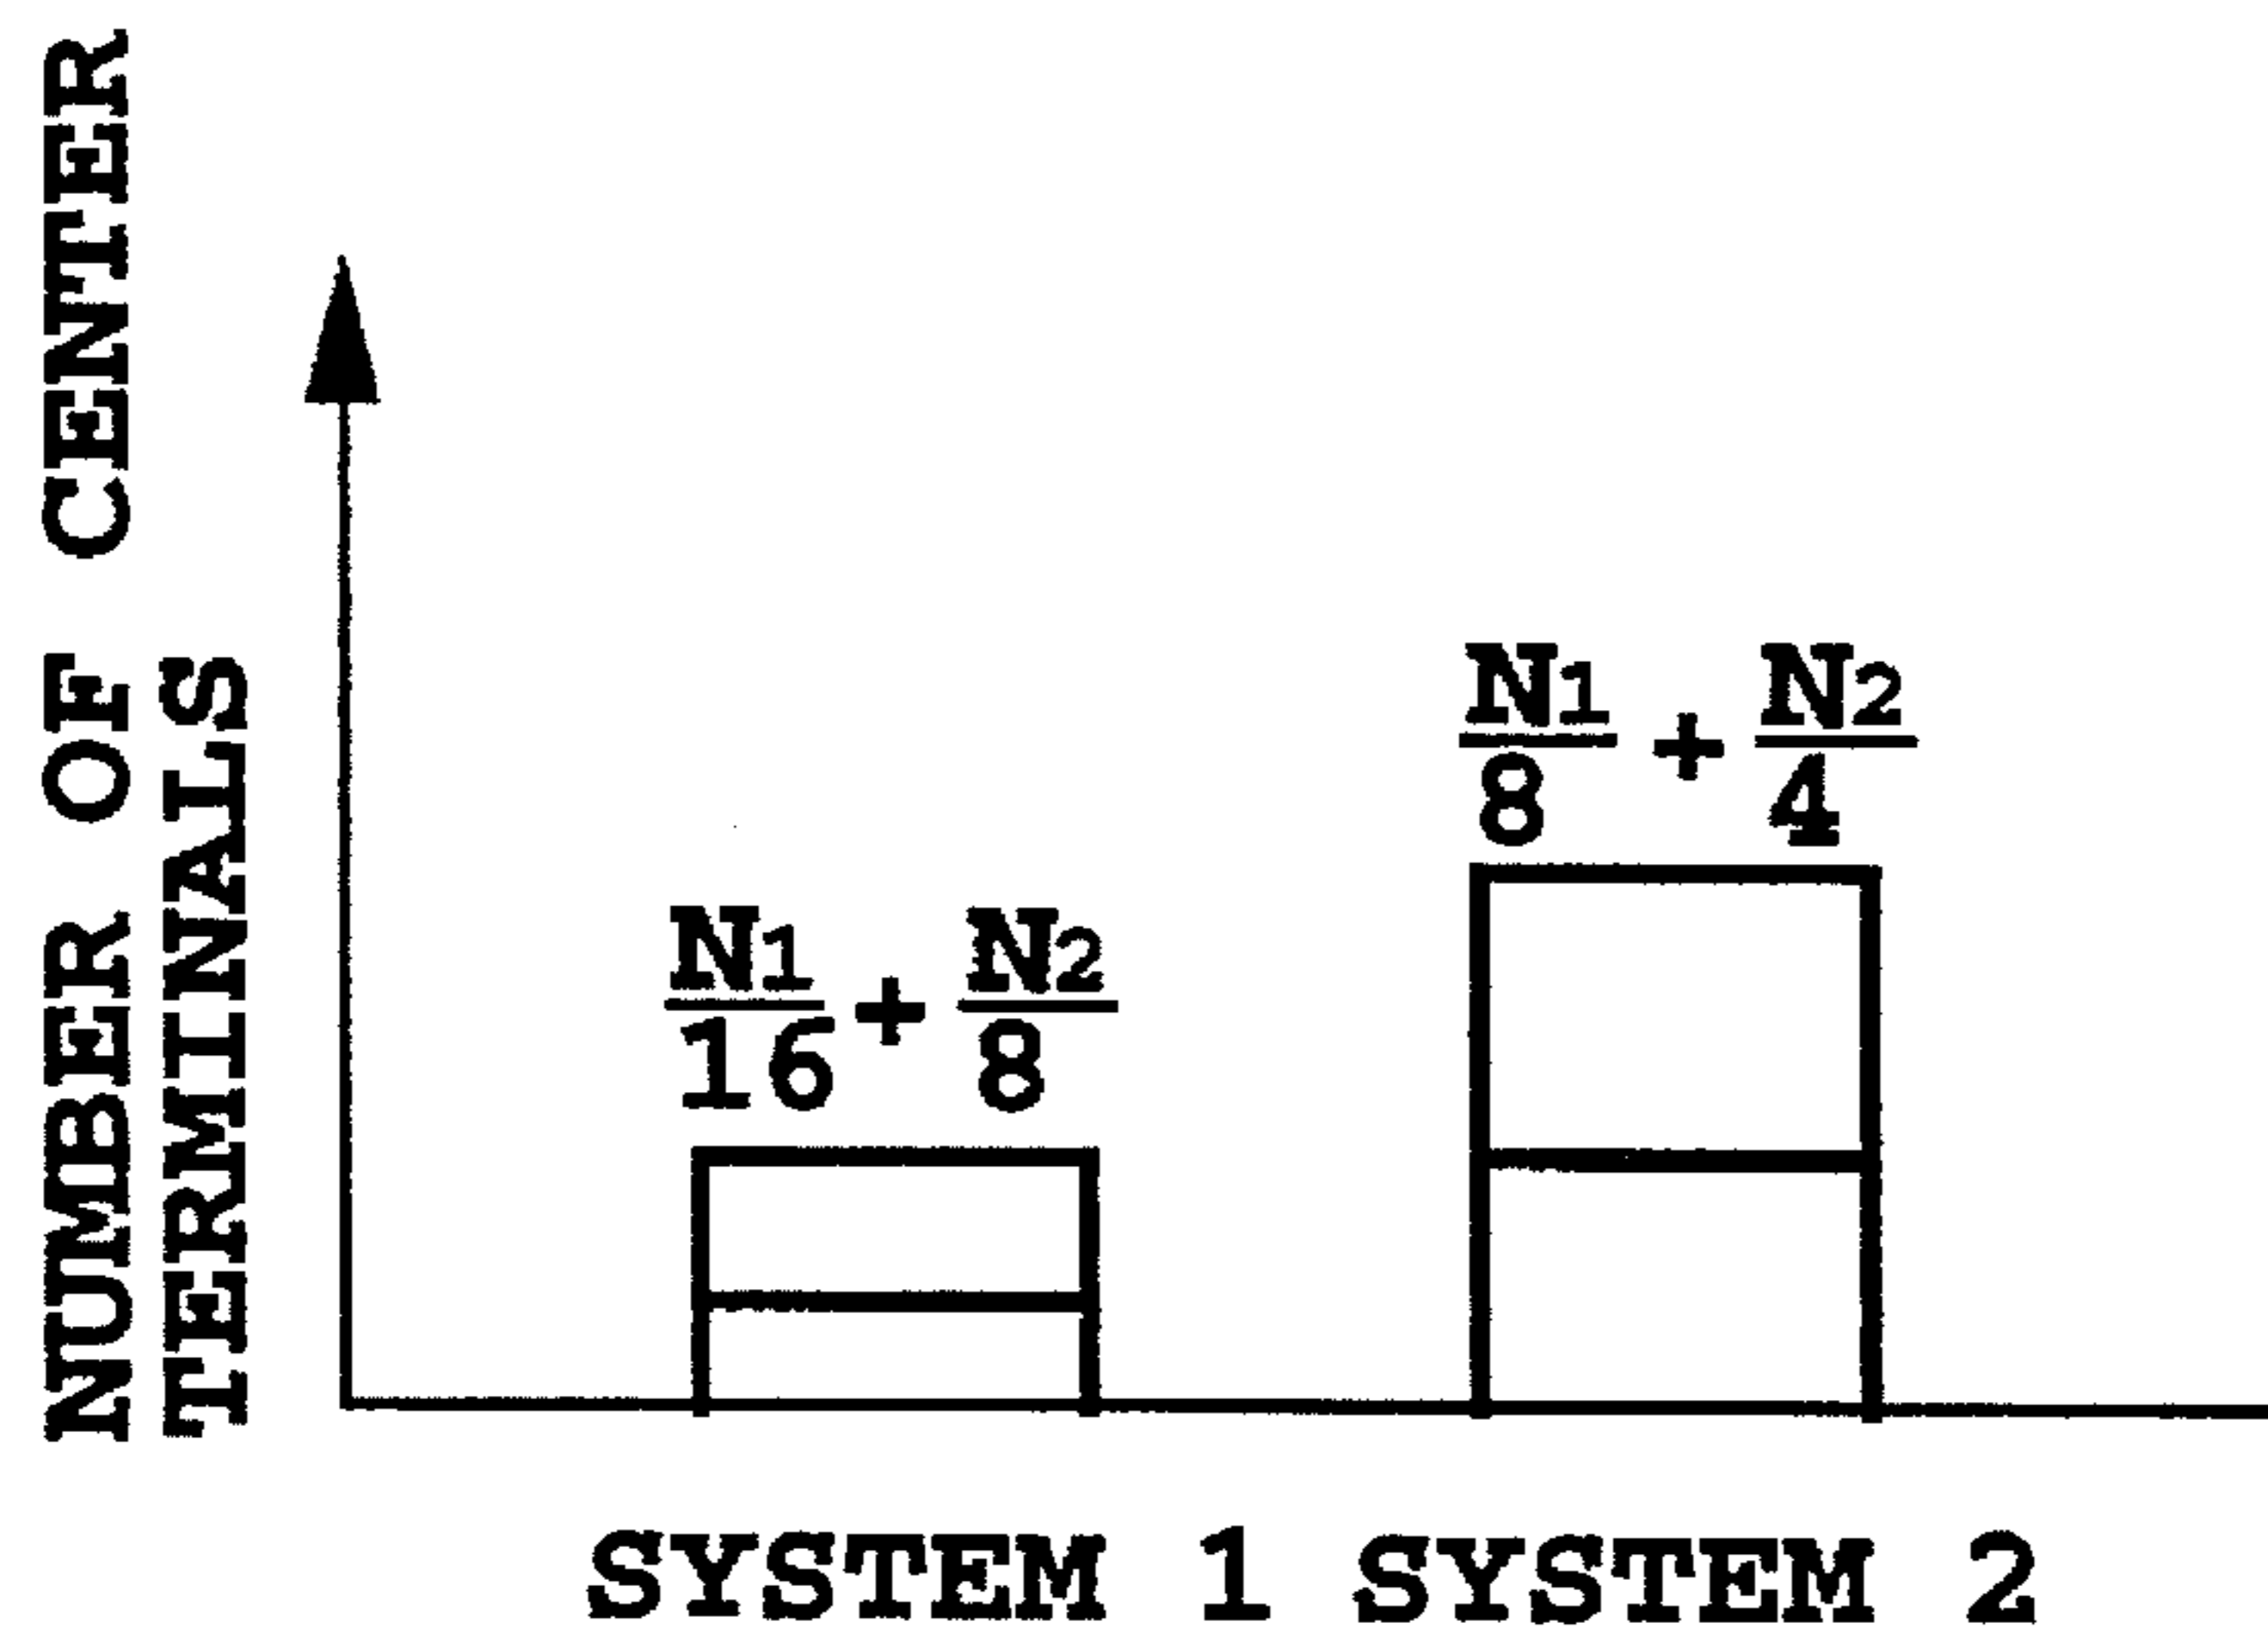 NUMBER OF CENTER
TERMINALS
N1/16 + N2/8
N1/8 + N2/4
SYSTEM 1 SYSTEM 2